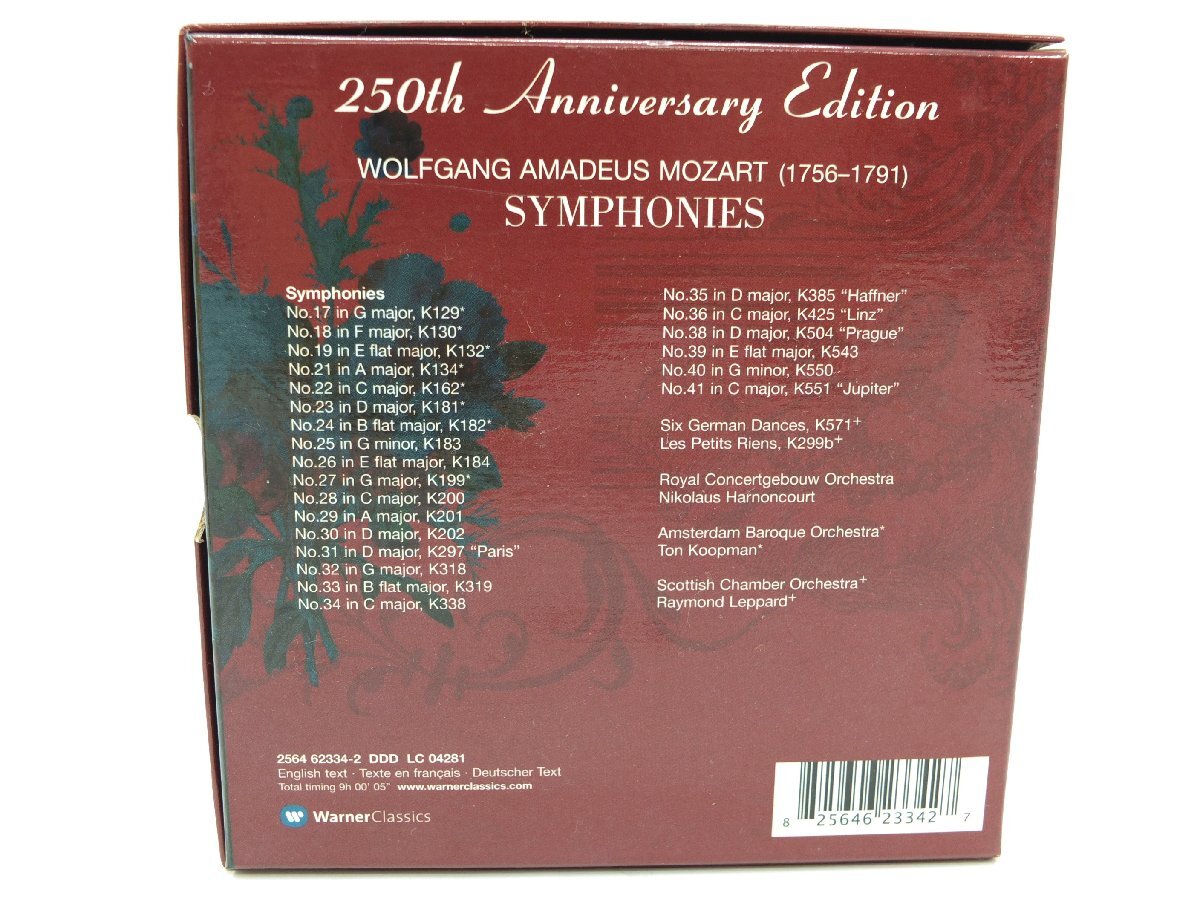 250th Anniversary Edition
WOLFGANG AMADEUS MOZART (1756–1791)
SYMPHONIES
Symphonies
No.17 in G major, K129*
No.18 in F major, K130*
No.19 in E flat major, K132*
No.21 in A major, K134*
No.22 in C major, K162*
No.23 in D major, K181*
No.24 in B flat major, K182*
No.25 in G minor, K183
No.26 in E flat major, K184
No.27 in G major, K199*
No.28 in C major, K200
No.29 in A major, K201
No.30 in D major, K202
No.31 in D major, K297 “Paris”
No.32 in G major, K318
No.33 in B flat major, K319
No.34 in C major, K338
No.35 in D major, K385 “Haffner”
No.36 in C major, K425 “Linz”
No.38 in D major, K504 “Prague”
No.39 in E flat major, K543
No.40 in G minor, K550
No.41 in C major, K551 “Jupiter”
Six German Dances, K571+
Les Petits Riens, K299b+
Royal Concertgebouw Orchestra
Nikolaus Harnoncourt
Amsterdam Baroque Orchestra*
Ton Koopman*
Scottish Chamber Orchestra+
Raymond Leppard+
2564 62334-2 DDD LC 04281
English text · Texte en français · Deutscher Text
Total timing 9h 00' 05" www.warnerclassics.com
WarnerClassics
8 25646 23342 7